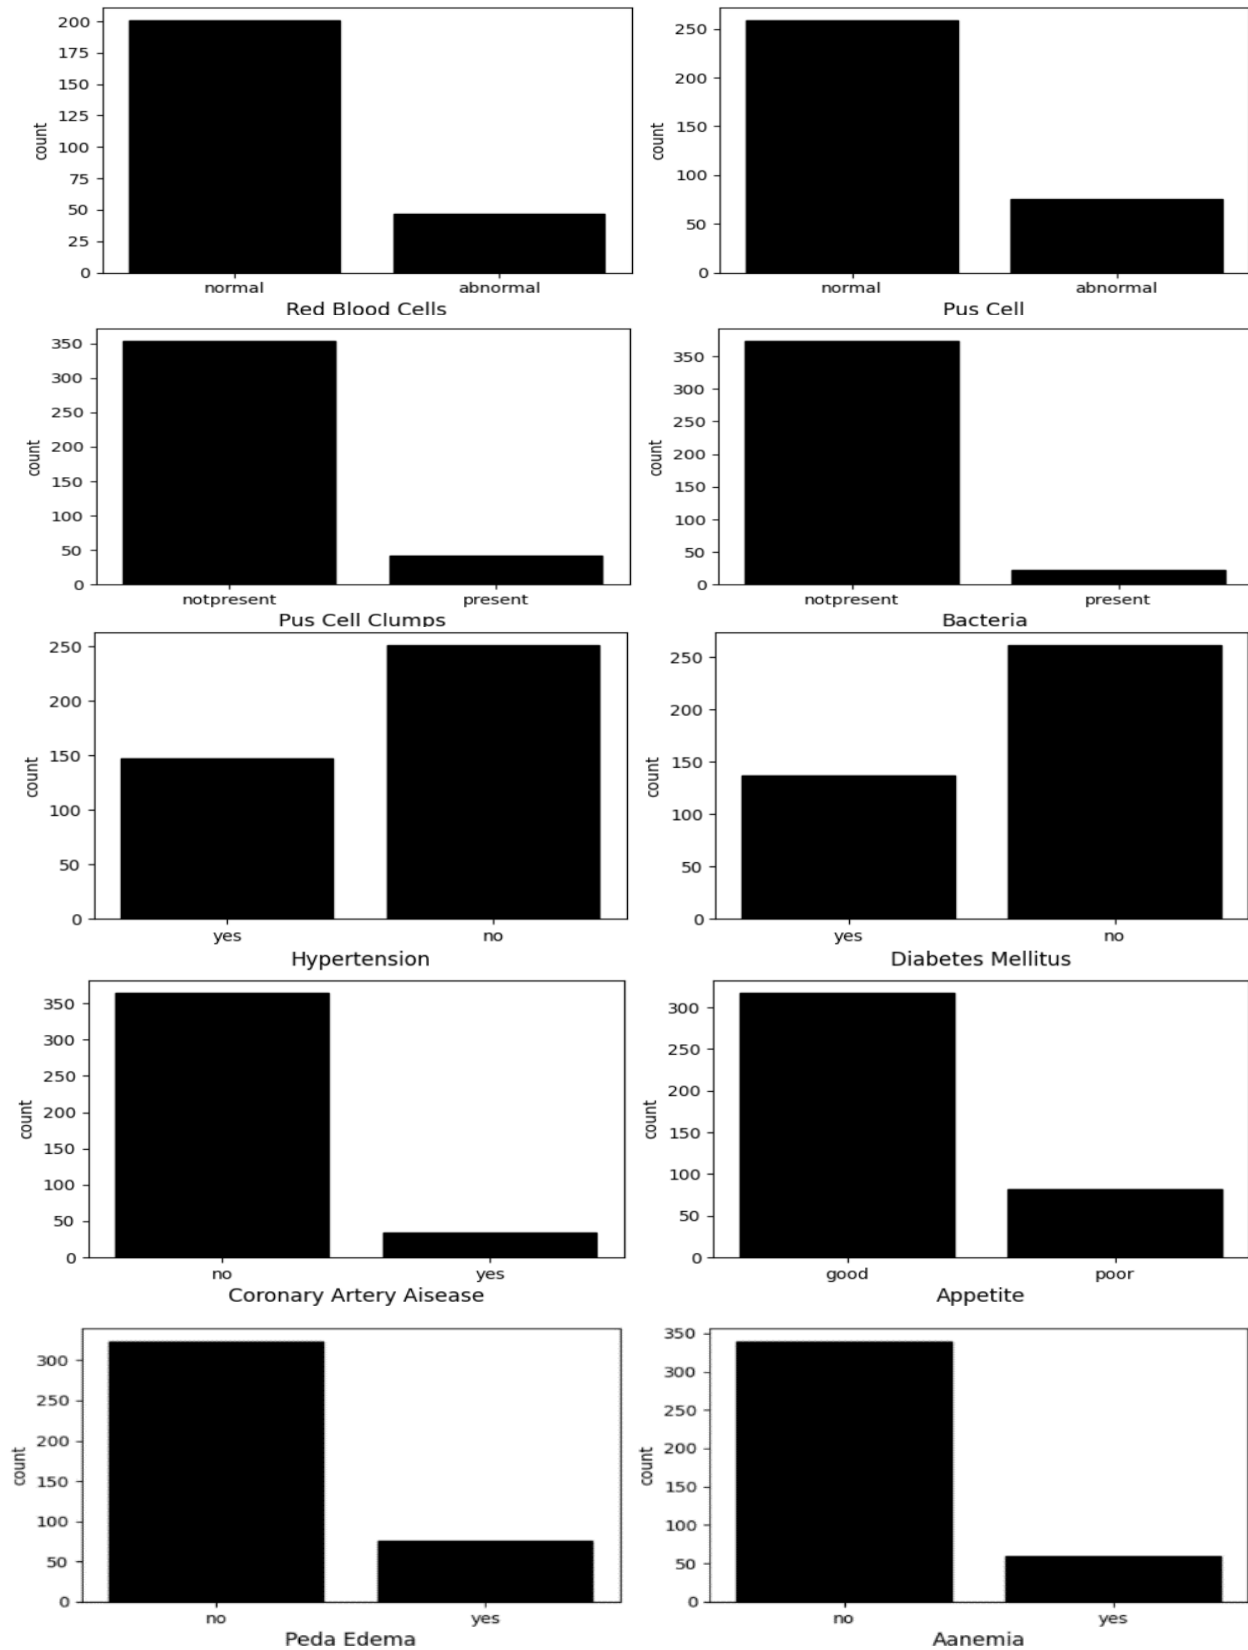 200
175
150
125
100
75
50
25
0
count
normal abnormal
Red Blood Cells
250
200
150
100
50
0
count
normal abnormal
Pus Cell
350
300
250
200
150
100
50
0
count
notpresent present
Pus Cell Clumps
350
300
250
200
150
100
50
0
count
notpresent present
Bacteria
250
200
150
100
50
0
count
yes no
Hypertension
250
200
150
100
50
0
count
yes no
Diabetes Mellitus
350
300
250
200
150
100
50
0
count
no yes
Coronary Artery Aisease
300
250
200
150
100
50
0
count
good poor
Appetite
300
250
200
150
100
50
0
count
no yes
Peda Edema
350
300
250
200
150
100
50
0
count
no yes
Aanemia